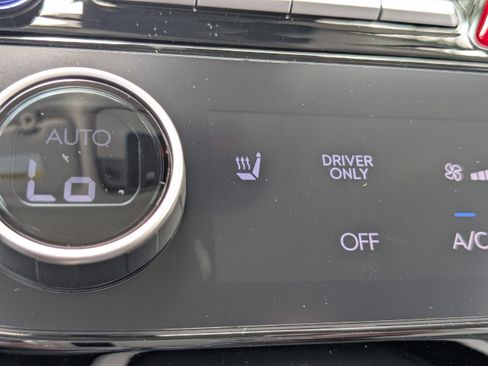 AUTO
Lo
DRIVER
ONLY
OFF
A/C